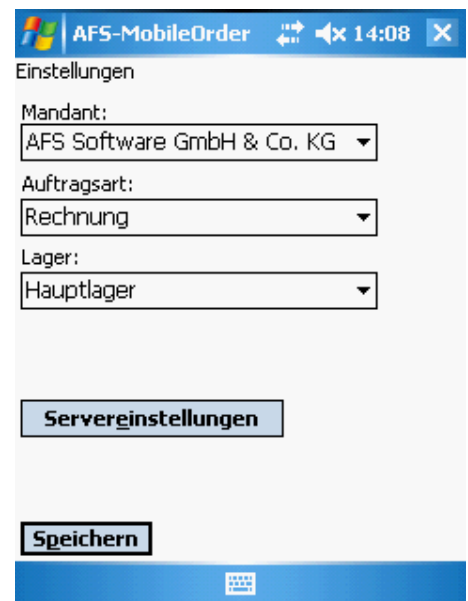 AFS-MobileOrder 14:08
Einstellungen
Mandant:
AFS Software GmbH & Co. KG
Auftragsart:
Rechnung
Lager:
Hauptlager
Servereinstellungen
Speichern